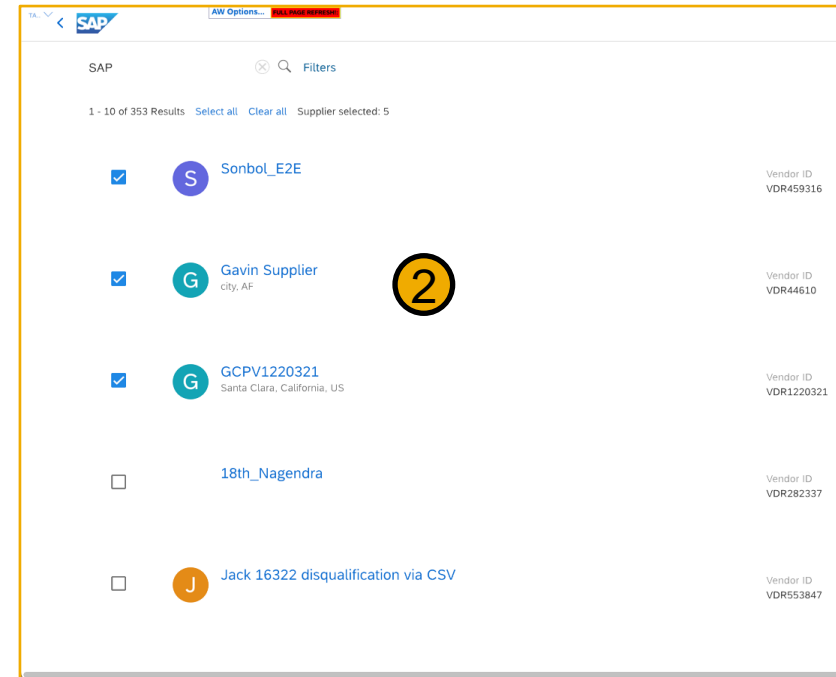 TA..
AW Options... FULL PAGE REFRESH!
SAP
SAP Filters
1 - 10 of 353 Results Select all Clear all Supplier selected: 5
S Sonbol_E2E
Vendor ID
VDR459316
G Gavin Supplier
city, AF
2
Vendor ID
VDR44610
G GCPV1220321
Santa Clara, California, US
Vendor ID
VDR1220321
18th_Nagendra
Vendor ID
VDR282337
J Jack 16322 disqualification via CSV
Vendor ID
VDR553847